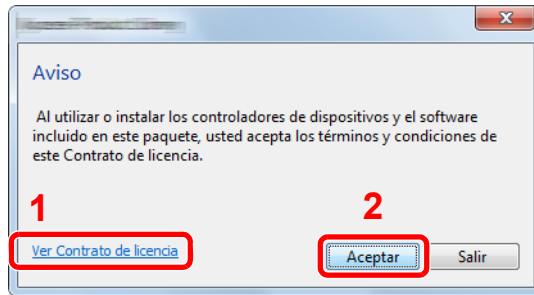 Aviso
Al utilizar o instalar los controladores de dispositivos y el software
incluido en este paquete, usted acepta los términos y condiciones de
este Contrato de licencia.
1
2
Ver Contrato de licencia
Aceptar
Salir